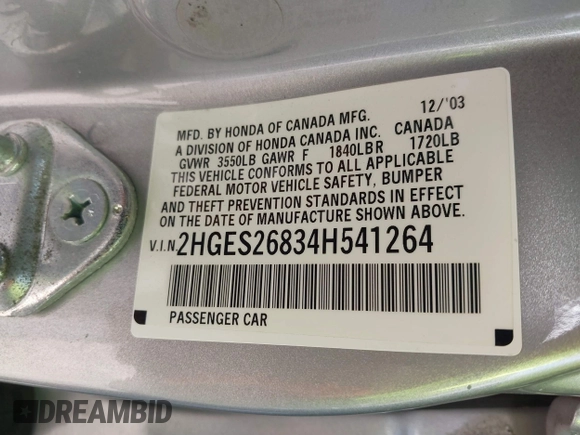 MFD. BY HONDA OF CANADA MFG. 12/'03
A DIVISION OF HONDA CANADA INC. CANADA
GVWR 3550LB GAWR F 1840LBR 1720LB
THIS VEHICLE CONFORMS TO ALL APPLICABLE
FEDERAL MOTOR VEHICLE SAFETY, BUMPER
AND THEFT PREVENTION STANDARDS IN EFFECT
ON THE DATE OF MANUFACTURE SHOWN ABOVE.
V.I.N. 2HGES26834H541264
PASSENGER CAR
DREAMBID